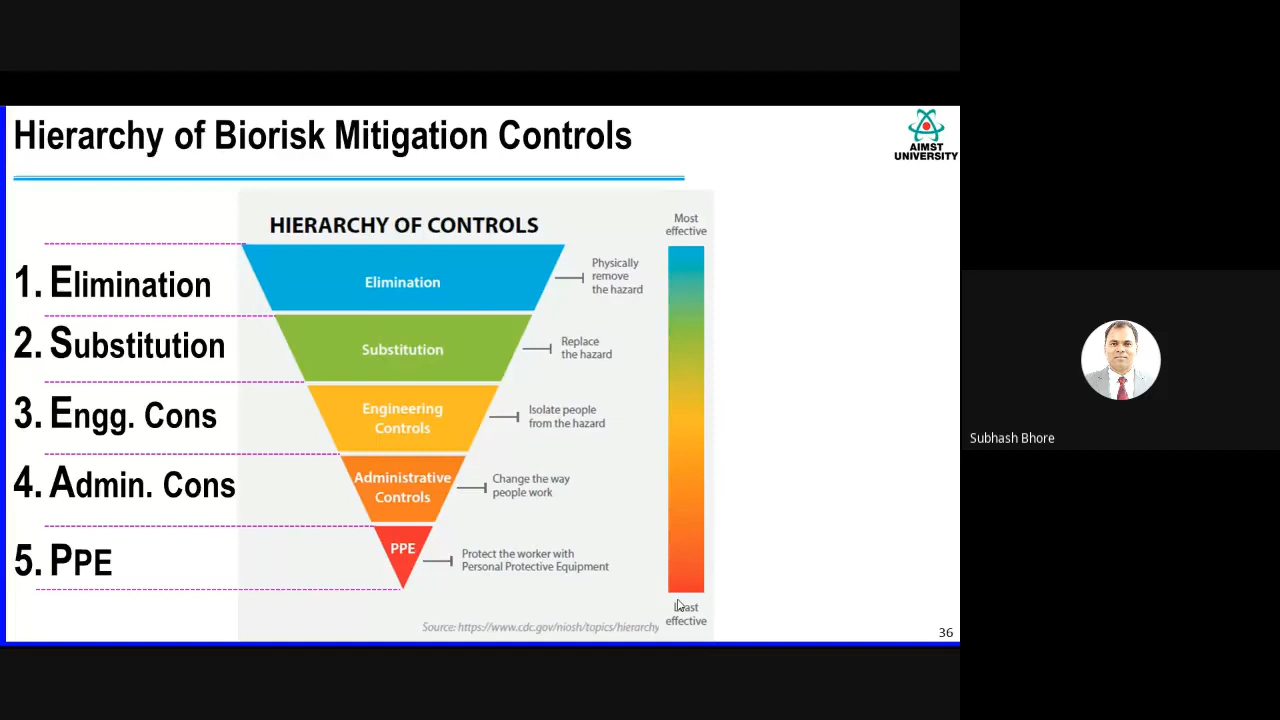 Hierarchy of Biorisk Mitigation Controls
AIMST
UNIVERSITY
HIERARCHY OF CONTROLS
Most
effective
1. Elimination
Elimination
Physically
remove
the hazard
2. Substitution
Substitution
Replace
the hazard
3. Engg. Cons
Engineering
Controls
Isolate people
from the hazard
4. Admin. Cons
Administrative
Controls
Change the way
people work
5. PPE
PPE
Protect the worker with
Personal Protective Equipment
Least
effective
Source: https://www.cdc.gov/niosh/topics/hierarchy
36
Subhash Bhore